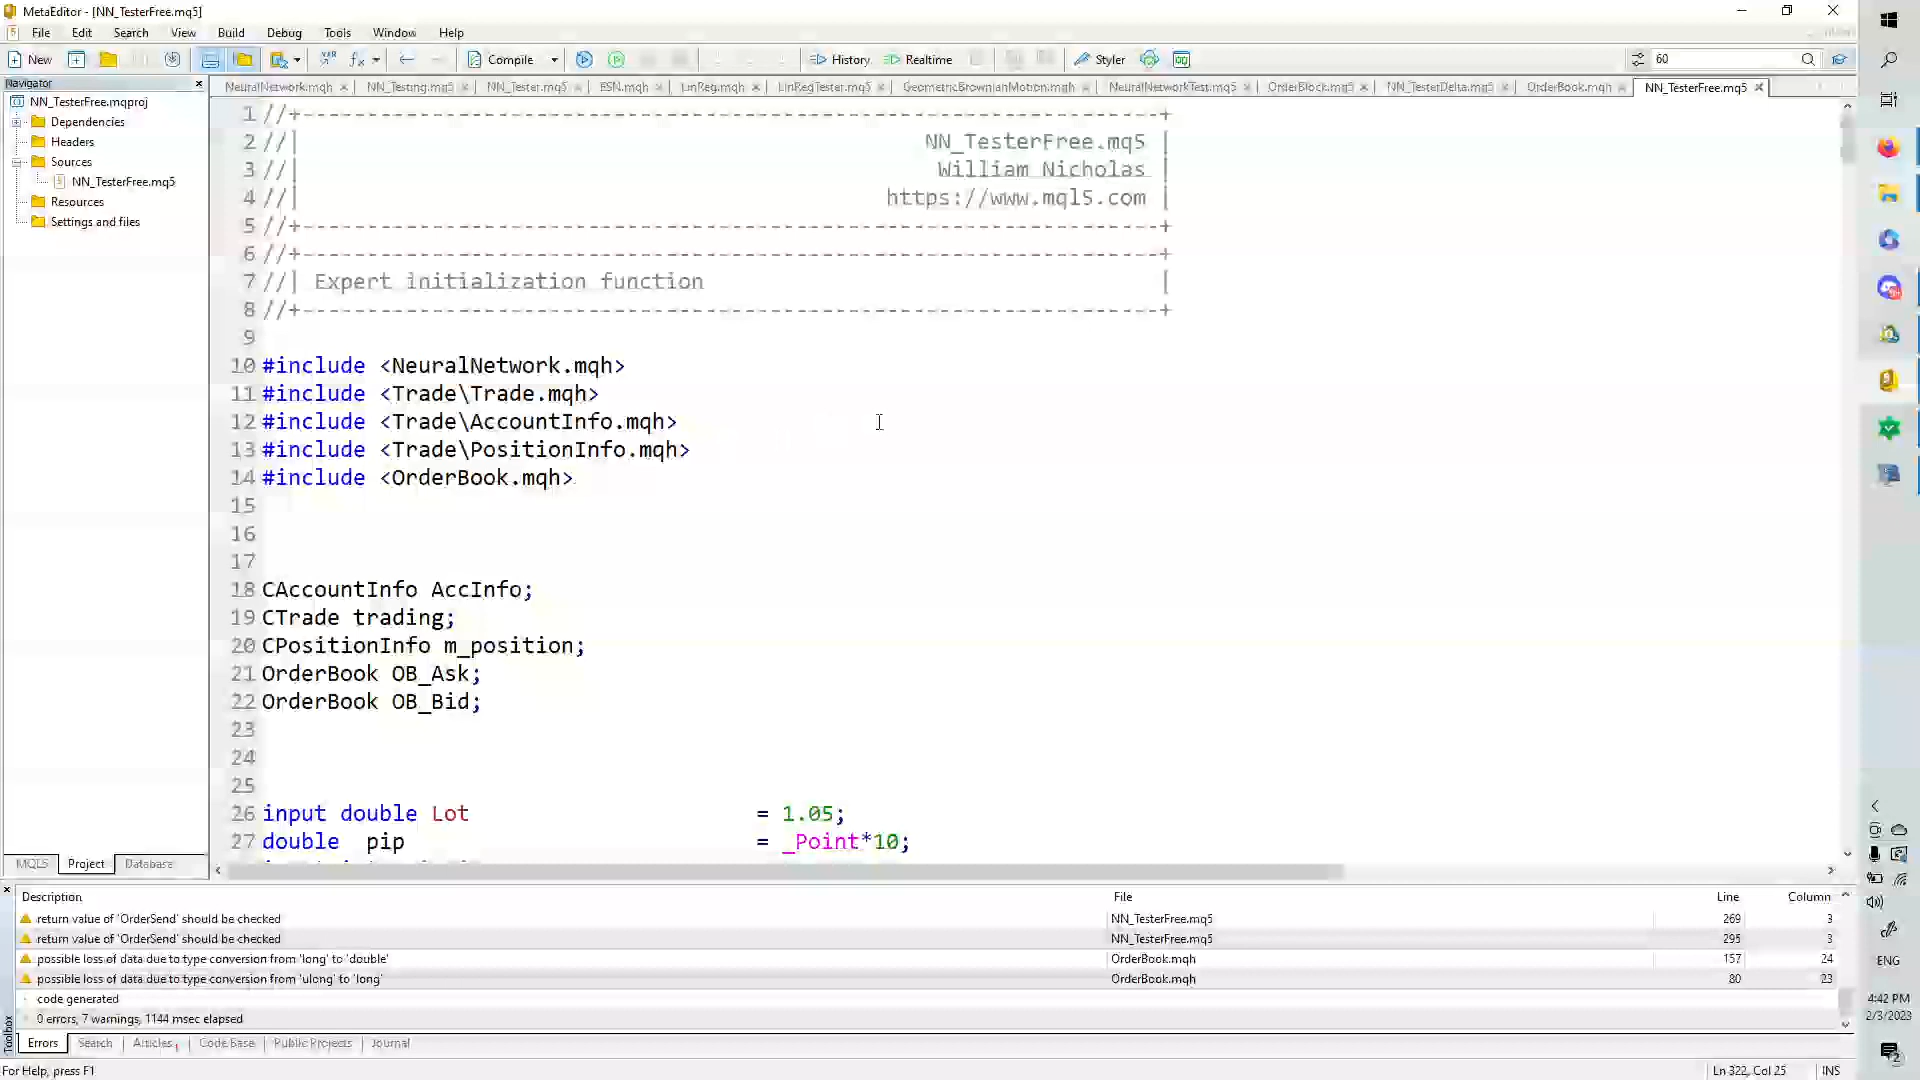 MetaEditor - [NN_TesterFree.mq5]
File Edit Search View Build Debug Tools Window Help
New Compile History Realtime Styler 60
Navigator
NeuralNetwork.mqh NN_Testing.mq5 NN_Tester.mq5 ESN.mqh LinReg.mqh LinRegTester.mq5 GeometricBrownianMotion.mqh NeuralNetworkTest.mq5 OrderBlock.mq5 NN_TesterDelta.mq5 OrderBook.mqh NN_TesterFree.mq5
NN_TesterFree.mqproj
Dependencies
Headers
Sources
NN_TesterFree.mq5
Resources
Settings and files
MQL5 Project Database
1 //+------------------------------------------------------------------+
2 //| NN_TesterFree.mq5 |
3 //| William Nicholas |
4 //| https://www.mql5.com |
5 //+------------------------------------------------------------------+
6 //+------------------------------------------------------------------+
7 //| Expert initialization function |
8 //+------------------------------------------------------------------+
9
10 #include <NeuralNetwork.mqh>
11 #include <Trade\Trade.mqh>
12 #include <Trade\AccountInfo.mqh>
13 #include <Trade\PositionInfo.mqh>
14 #include <OrderBook.mqh>
15
16
17
18 CAccountInfo AccInfo;
19 CTrade trading;
20 CPositionInfo m_position;
21 OrderBook OB_Ask;
22 OrderBook OB_Bid;
23
24
25
26 input double Lot = 1.05;
27 double pip = _Point*10;
Description File Line Column
return value of 'OrderSend' should be checked NN_TesterFree.mq5 269 3
return value of 'OrderSend' should be checked NN_TesterFree.mq5 295 3
possible loss of data due to type conversion from 'long' to 'double' OrderBook.mqh 157 24
possible loss of data due to type conversion from 'ulong' to 'long' OrderBook.mqh 80 23
code generated
0 errors, 7 warnings, 1144 msec elapsed
Toolbox
Errors Search Articles Code Base Public Projects Journal
For Help, press F1
Ln 322, Col 25 INS
ENG
4:42 PM
2/3/2023
2